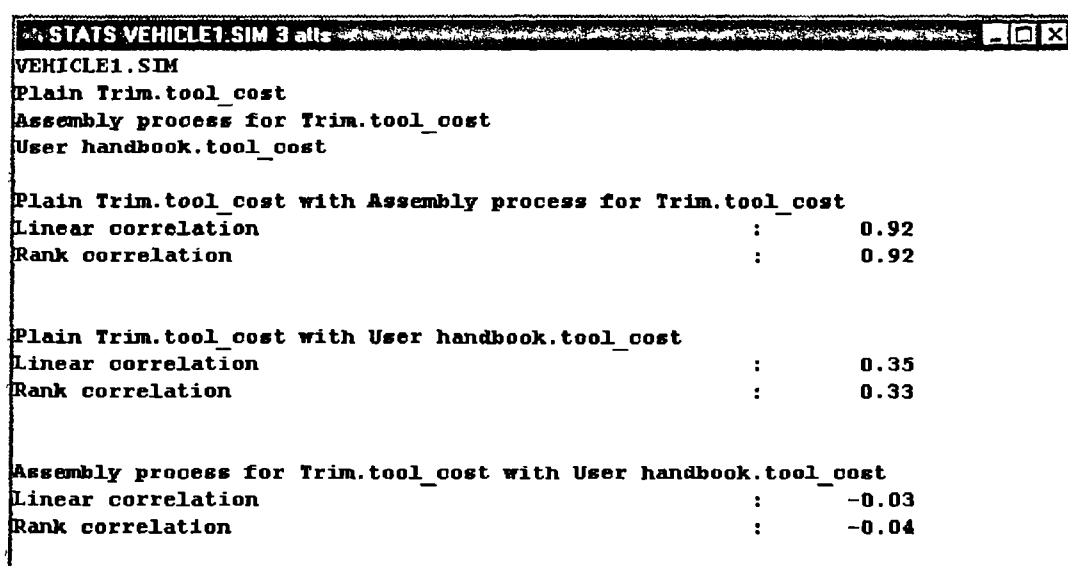 STATS VEHICLE1.SIM 3 atts
VEHICLE1.SIM
Plain Trim.tool_cost
Assembly process for Trim.tool_cost
User handbook.tool_cost
Plain Trim.tool_cost with Assembly process for Trim.tool_cost
Linear correlation : 0.92
Rank correlation : 0.92
Plain Trim.tool_cost with User handbook.tool_cost
Linear correlation : 0.35
Rank correlation : 0.33
Assembly process for Trim.tool_cost with User handbook.tool_cost
Linear correlation : -0.03
Rank correlation : -0.04